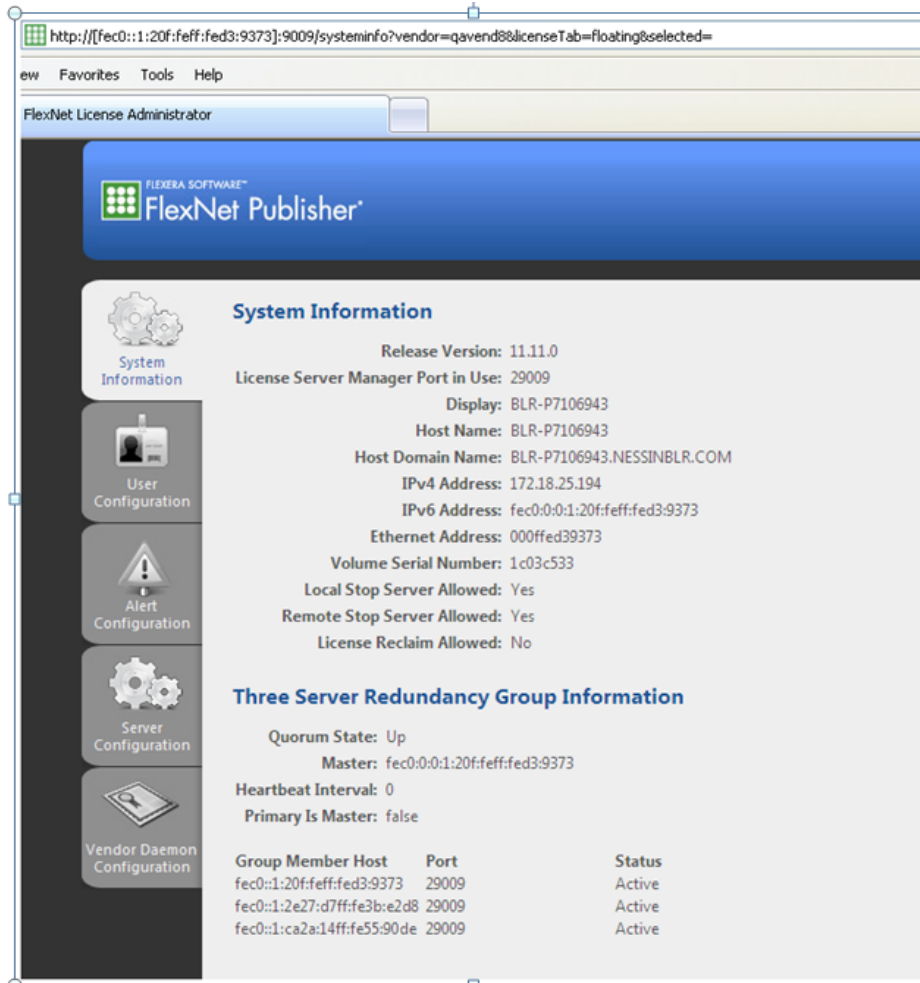 http://[fec0::1:20f:feff:fed3:9373]:9009/systeminfo?vendor=qavend8&licenseTab=floating&selected=
ew Favorites Tools Help
FlexNet License Administrator
FLEXERA SOFTWARE™
FlexNet Publisher
System Information
User Configuration
Alert Configuration
Server Configuration
Vendor Daemon Configuration
System Information
Release Version: 11.11.0
License Server Manager Port in Use: 29009
Display: BLR-P7106943
Host Name: BLR-P7106943
Host Domain Name: BLR-P7106943.NESSINBLR.COM
IPv4 Address: 172.18.25.194
IPv6 Address: fec0:0:0:1:20f:feff:fed3:9373
Ethernet Address: 000ffed39373
Volume Serial Number: 1c03c533
Local Stop Server Allowed: Yes
Remote Stop Server Allowed: Yes
License Reclaim Allowed: No
Three Server Redundancy Group Information
Quorum State: Up
Master: fec0:0:0:1:20f:feff:fed3:9373
Heartbeat Interval: 0
Primary Is Master: false
Group Member Host Port Status
fec0::1:20f:feff:fed3:9373 29009 Active
fec0::1:2e27:d7ff:fe3b:e2d8 29009 Active
fec0::1:ca2a:14ff:fe55:90de 29009 Active